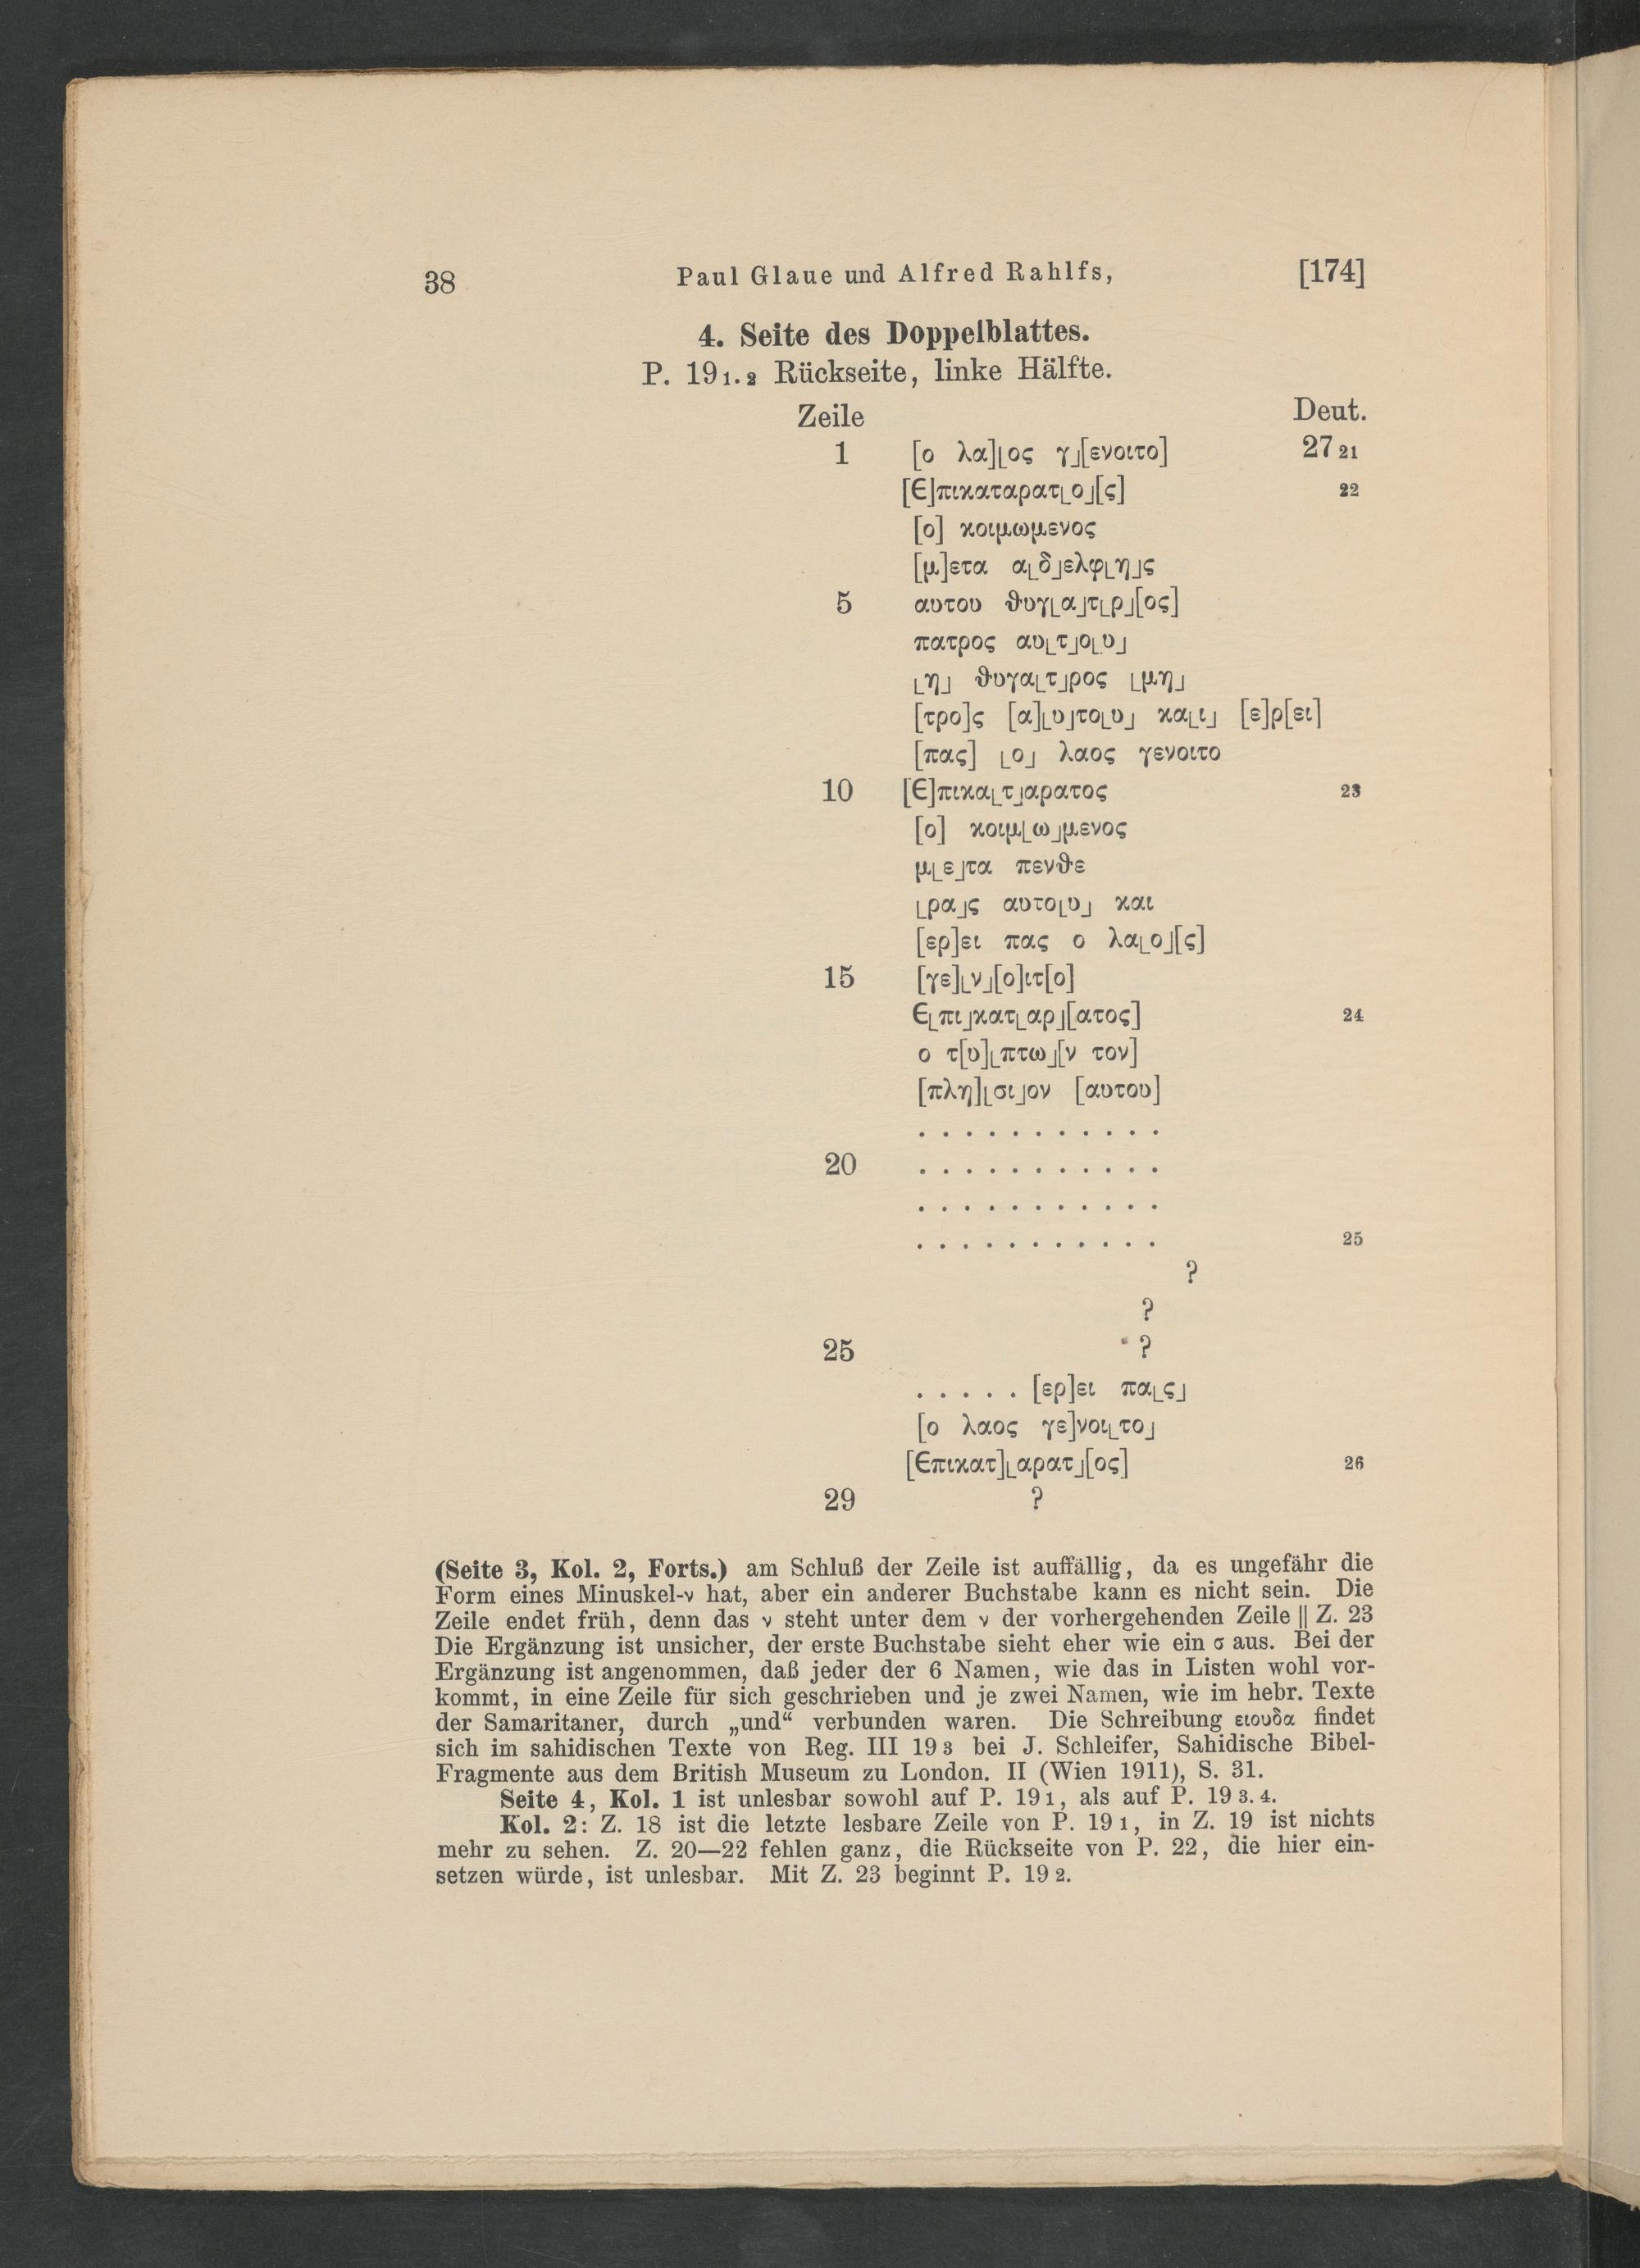 38 Paul Glaue und Alfred Rahlfs, [174]
4. Seite des Doppelblattes.
P. 19 1. 2 Rückseite, linke Hälfte.
Zeile Deut.
1 [ο λα]⌊ος γ⌋[ενοιτο] 27 21
[Є]πικαταρατ⌊ο⌋[ς] 22
[ο] κοιμωμενος
[μ]ετα α⌊δ⌋ελφ⌊η⌋ς
5 αυτου θυγ⌊α⌋τ⌊ρ⌋[ος]
πατρος αυ⌊τ⌋ο⌊υ⌋
⌊η⌋ θυγα⌊τ⌋ρος ⌊μη⌋
[τρο]ς [α]⌊υ⌋το⌊υ⌋ κα⌊ι⌋ [ε]ρ[ει]
[πας] ⌊ο⌋ λαος γενοιτο
10 [Є]πικα⌊τ⌋αρατος 23
[ο] κοιμ⌊ω⌋μενος
μ⌊ε⌋τα πενθε
⌊ρα⌋ς αυτο⌊υ⌋ και
[ερ]ει πας ο λα⌊ο⌋[ς]
15 [γε]⌊ν⌋[ο]ιτ[ο]
Є⌊πι⌋κατ⌊αρ⌋[ατος] 24
ο τ[υ]⌊πτω⌋[ν τον]
[πλη]⌊σι⌋ον [αυτου]
. . . . . . . . . . .
20 . . . . . . . . . . .
. . . . . . . . . . .
. . . . . . . . . . . 25
?
?
25 ?
. . . . . [ερ]ει πα⌊ς⌋
[ο λαος γε]νοι⌊το⌋
[Єπικατ]⌊αρατ⌋[ος] 26
29 ?
(Seite 3, Kol. 2, Forts.) am Schluß der Zeile ist auffällig, da es ungefähr die
Form eines Minuskel-ν hat, aber ein anderer Buchstabe kann es nicht sein. Die
Zeile endet früh, denn das ν steht unter dem ν der vorhergehenden Zeile || Z. 23
Die Ergänzung ist unsicher, der erste Buchstabe sieht eher wie ein σ aus. Bei der
Ergänzung ist angenommen, daß jeder der 6 Namen, wie das in Listen wohl vor-
kommt, in eine Zeile für sich geschrieben und je zwei Namen, wie im hebr. Texte
der Samaritaner, durch „und“ verbunden waren. Die Schreibung ειουδα findet
sich im sahidischen Texte von Reg. III 19 3 bei J. Schleifer, Sahidische Bibel-
Fragmente aus dem British Museum zu London. II (Wien 1911), S. 31.
Seite 4, Kol. 1 ist unlesbar sowohl auf P. 19 1, als auf P. 19 3. 4.
Kol. 2: Z. 18 ist die letzte lesbare Zeile von P. 19 1, in Z. 19 ist nichts
mehr zu sehen. Z. 20—22 fehlen ganz, die Rückseite von P. 22, die hier ein-
setzen würde, ist unlesbar. Mit Z. 23 beginnt P. 19 2.